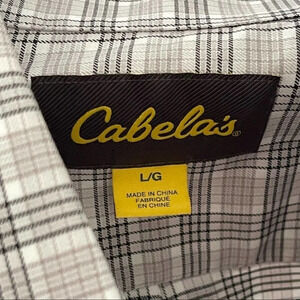 Cabela's®
L/G
MADE IN CHINA
FABRIQUE
EN CHINE